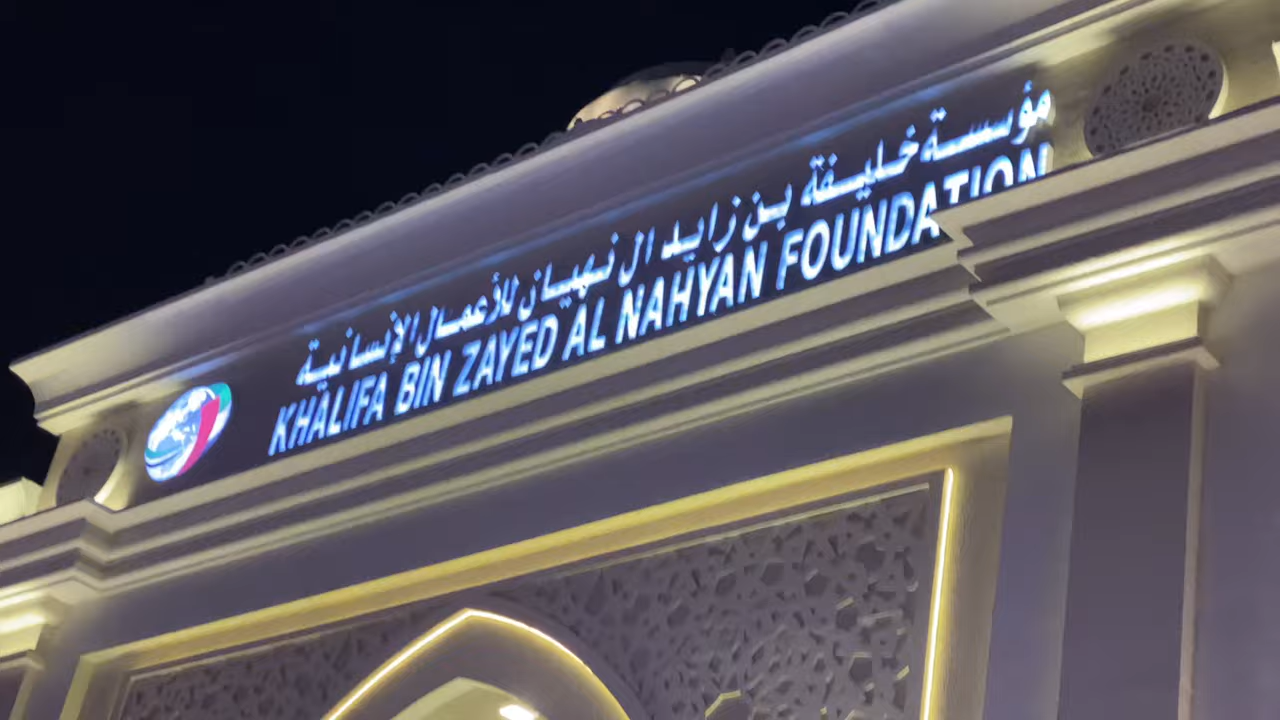 مؤسسة خليفة بن زايد ال نهيان للأعمال الإنسانية
KHALIFA BIN ZAYED AL NAHYAN FOUNDATION